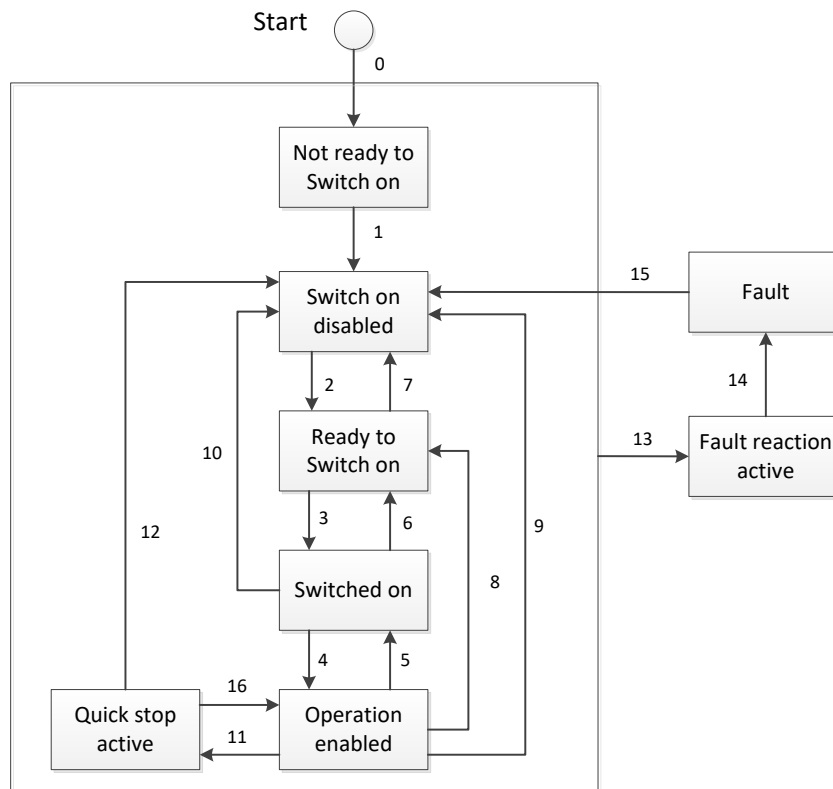 Start
0
Not ready to
Switch on
1
Switch on
disabled
15
Fault
2
7
14
Ready to
Switch on
10
13
Fault reaction
active
3
6
12
9
Switched on
8
4
5
16
Quick stop
active
11
Operation
enabled